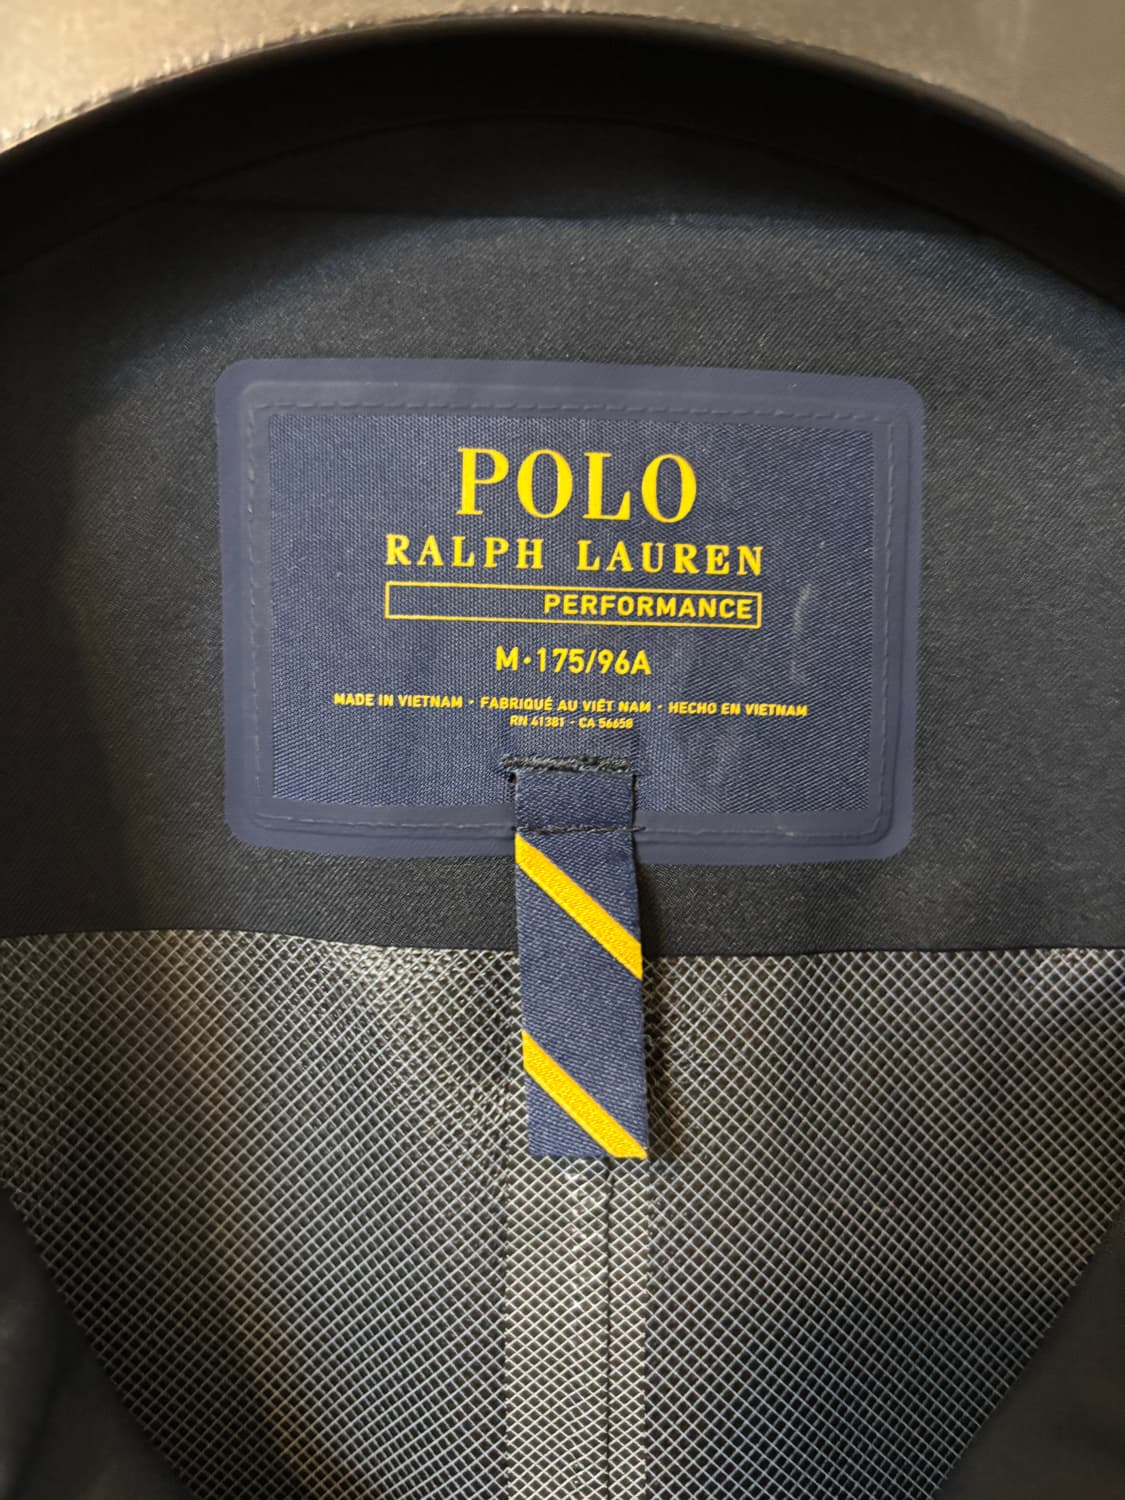 POLO
RALPH LAUREN
PERFORMANCE
M·175/96A
MADE IN VIETNAM · FABRIQUÉ AU VIÊT NAM · HECHO EN VIETNAM
RN 41381 · CA 56658